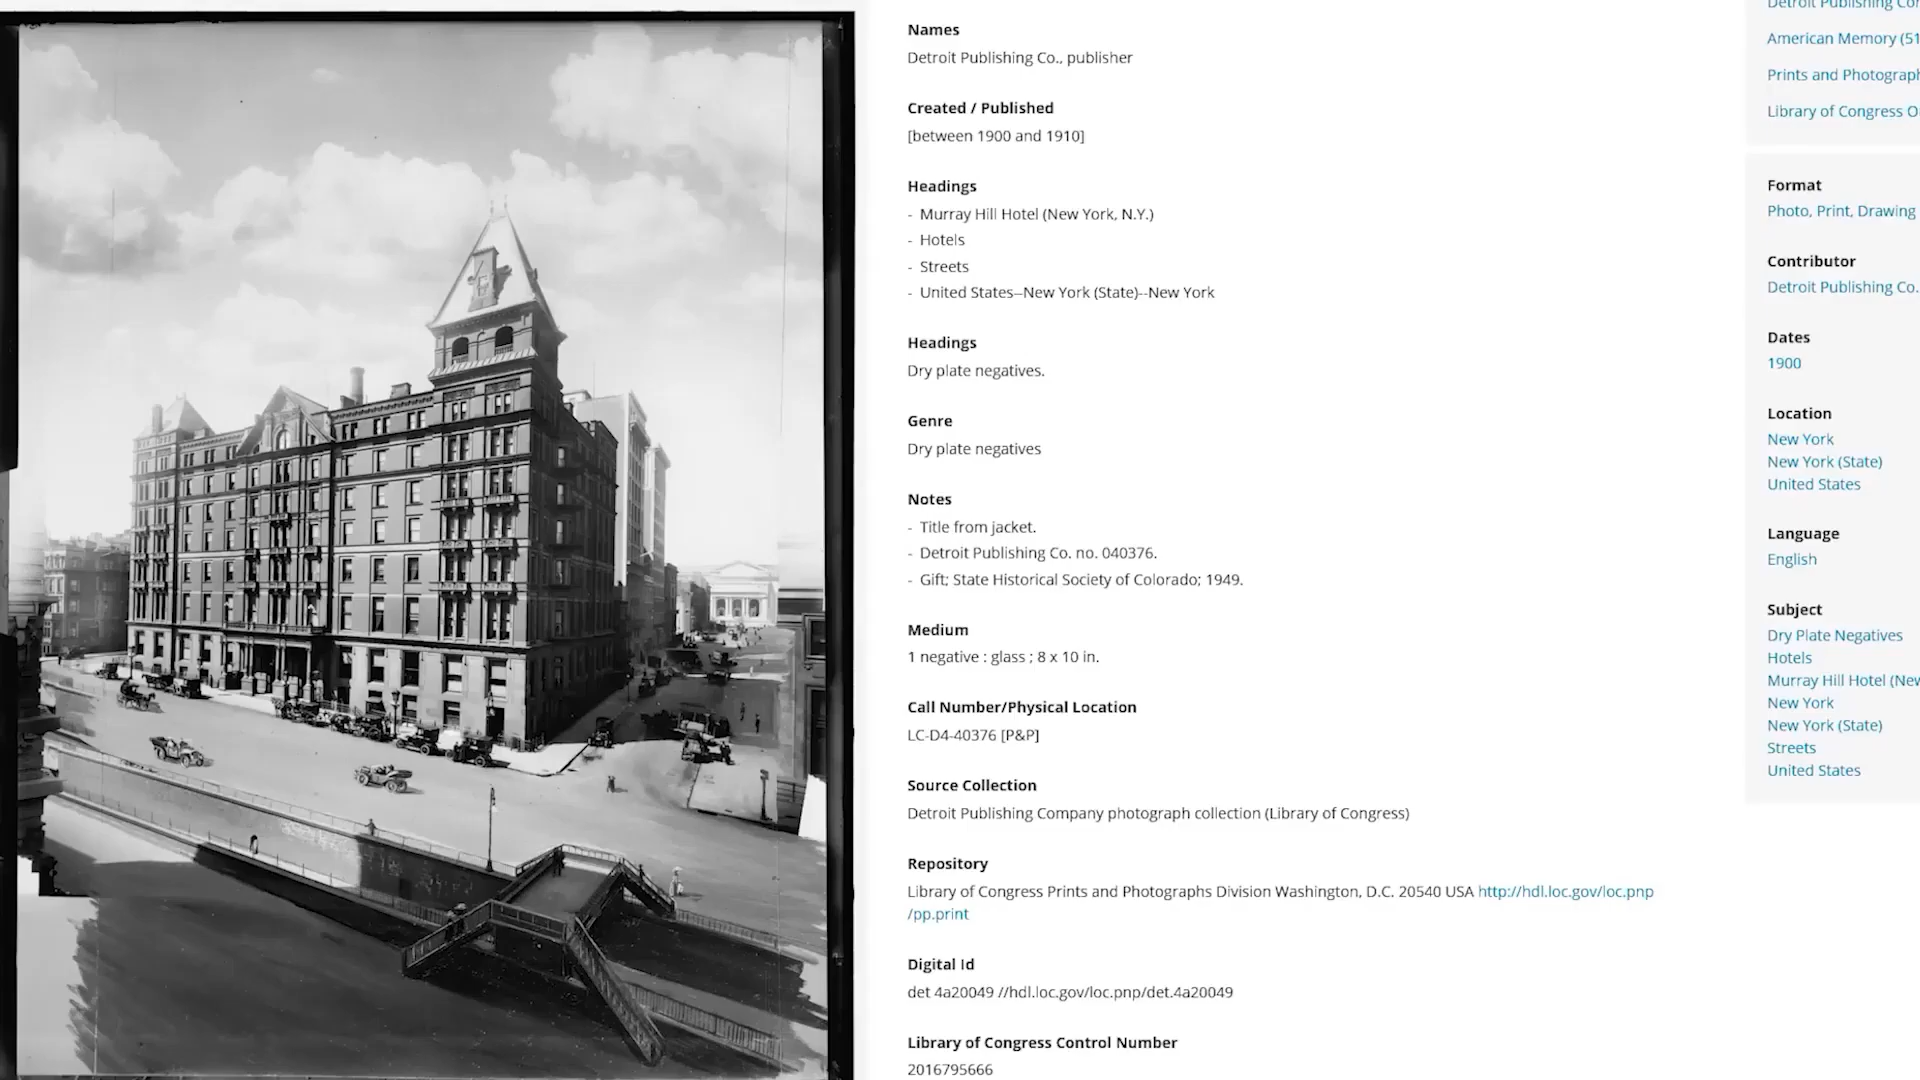 Names
Detroit Publishing Co., publisher
Created / Published
[between 1900 and 1910]
Headings
- Murray Hill Hotel (New York, N.Y.)
- Hotels
- Streets
- United States--New York (State)--New York
Headings
Dry plate negatives.
Genre
Dry plate negatives
Notes
- Title from jacket.
- Detroit Publishing Co. no. 040376.
- Gift; State Historical Society of Colorado; 1949.
Medium
1 negative : glass ; 8 x 10 in.
Call Number/Physical Location
LC-D4-40376 [P&P]
Source Collection
Detroit Publishing Company photograph collection (Library of Congress)
Repository
Library of Congress Prints and Photographs Division Washington, D.C. 20540 USA http://hdl.loc.gov/loc.pnp
/pp.print
Digital Id
det 4a20049 //hdl.loc.gov/loc.pnp/det.4a20049
Library of Congress Control Number
2016795666
Detroit Publishing
American Memory (51
Prints and
Library of Congress
Format
Photo, Print, Drawing
Contributor
Detroit Publishing Co.
Dates
1900
Location
New York
New York (State)
United States
Language
English
Subject
Dry Plate Negatives
Hotels
Murray Hill Hotel
New York
New York (State)
Streets
United States